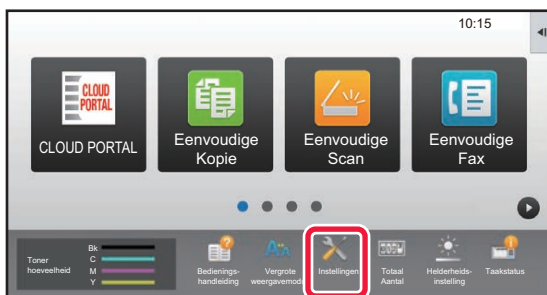 10:15
CLOUD
PORTAL
CLOUD PORTAL
Eenvoudige
Kopie
Eenvoudige
Scan
Eenvoudige
Fax
Toner
hoeveelheid
Bk
C
M
Y
Bedienings-
handleiding
Vergrote
weergavemodus
Instellingen
Totaal
Aantal
Helderheids-
instelling
Taakstatus